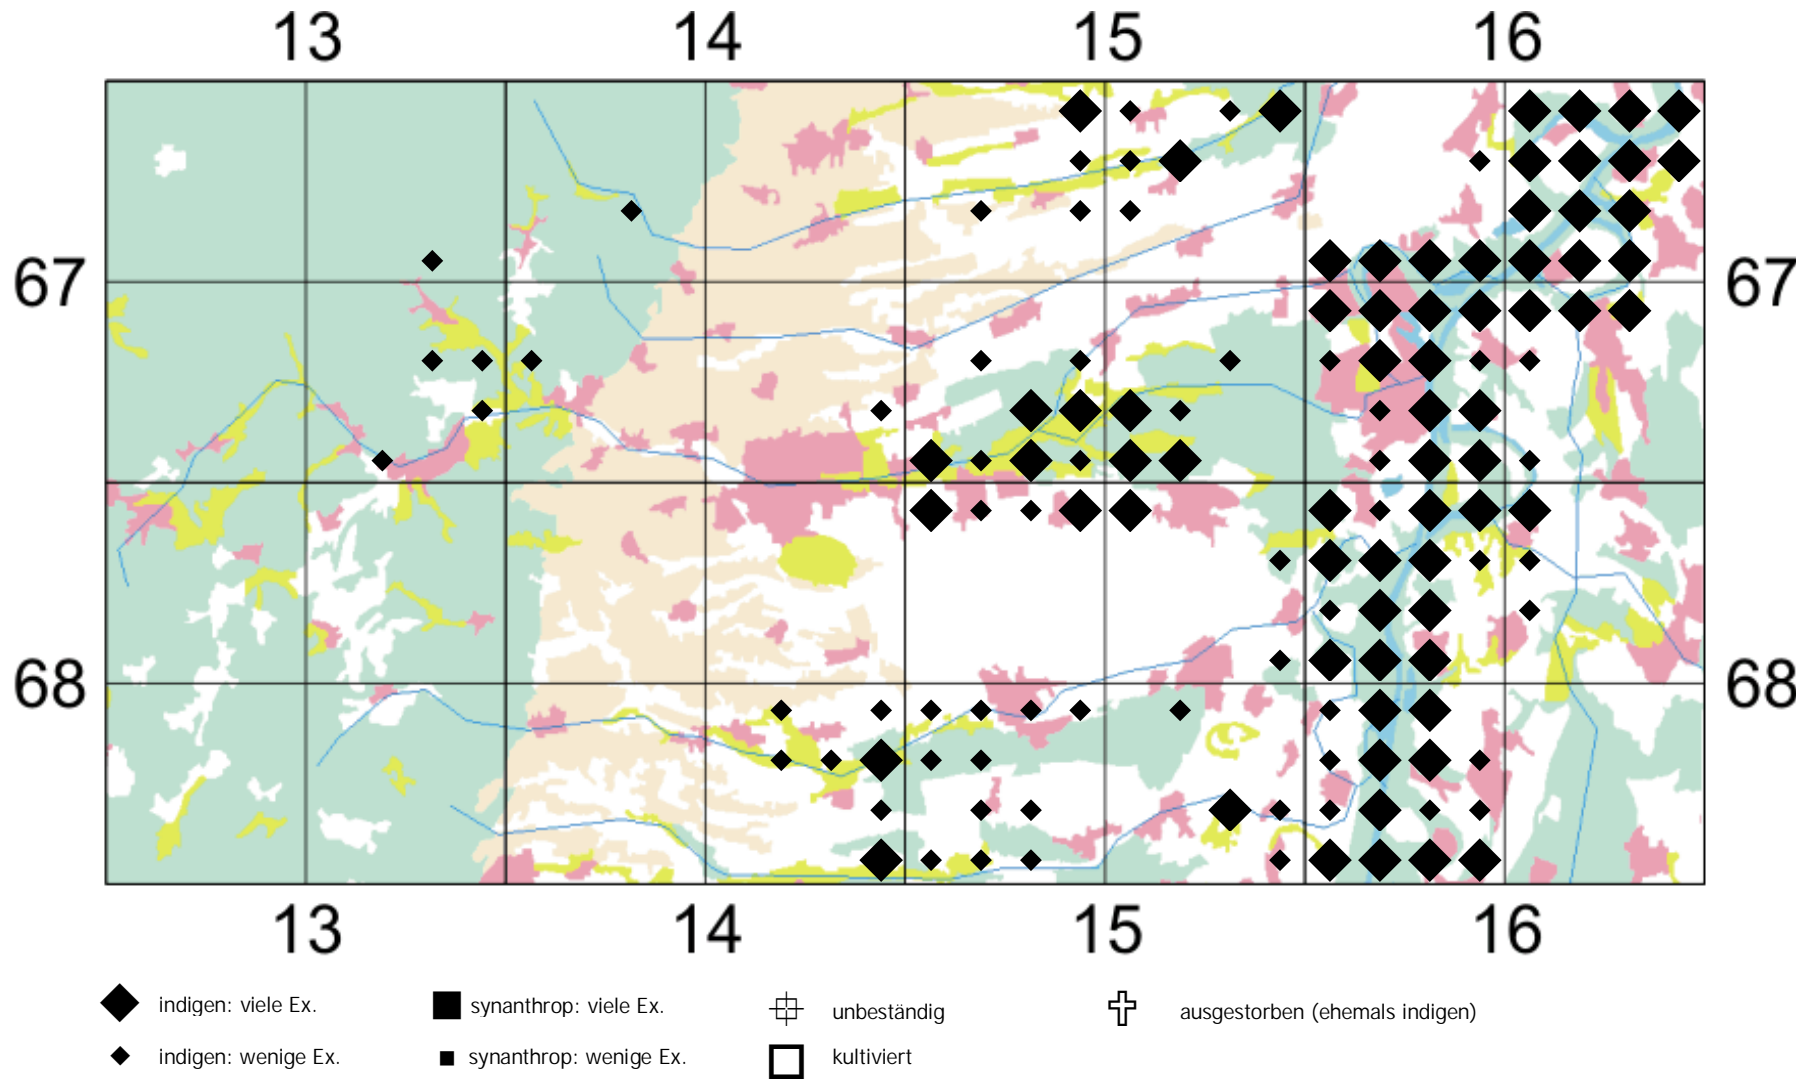 13 14 15 16
67 67
68 68
13 14 15 16
indigen: viele Ex. synanthrop: viele Ex. unbeständig ausgestorben (ehemals indigen)
indigen: wenige Ex. synanthrop: wenige Ex. kultiviert